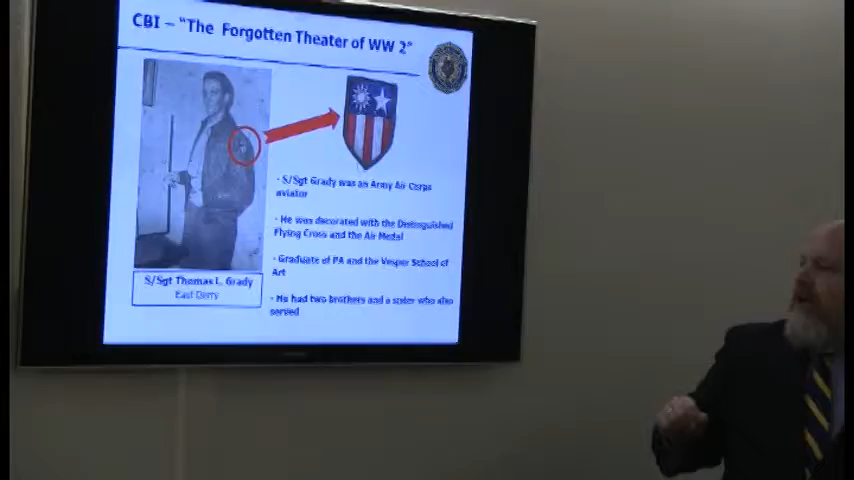 CBI – "The Forgotten Theater of WW 2"
- S/Sgt Grady was an Army Air Corps
aviator
- He was decorated with the Distinguished
Flying Cross and the Air Medal
- Graduate of PA and the Vesper School of
Art
- He had two brothers and a sister who also
served
S/Sgt Thomas L. Grady
East Derry